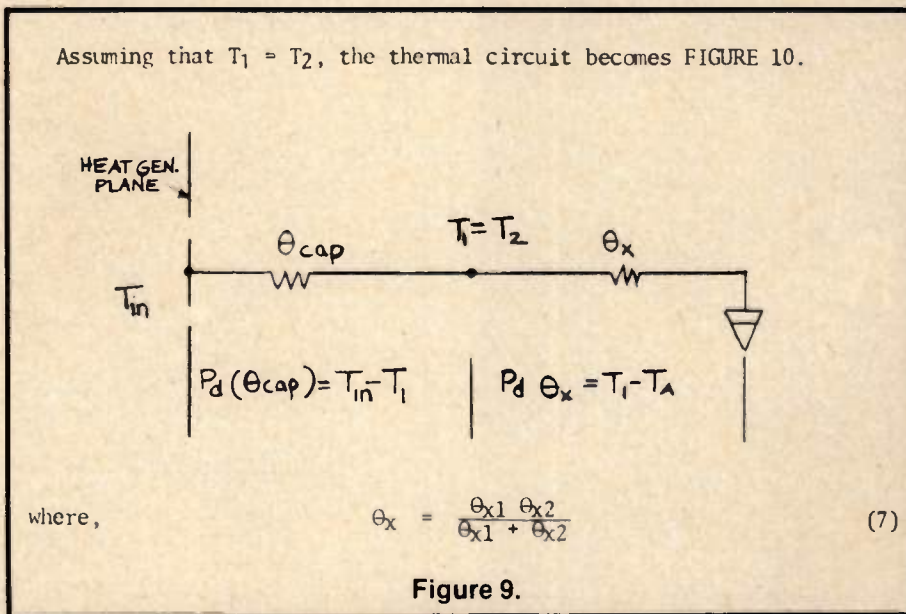 Assuming that T₁ = T₂, the thermal circuit becomes FIGURE 10.
HEAT GEN.
PLANE
θcap
T₁ = T₂
θx
Tin
Pd (θcap) = Tin - T₁
Pd θx = T₁ - TA
where, θx = θx1 θx2 / θx1 + θx2 (7)
Figure 9.